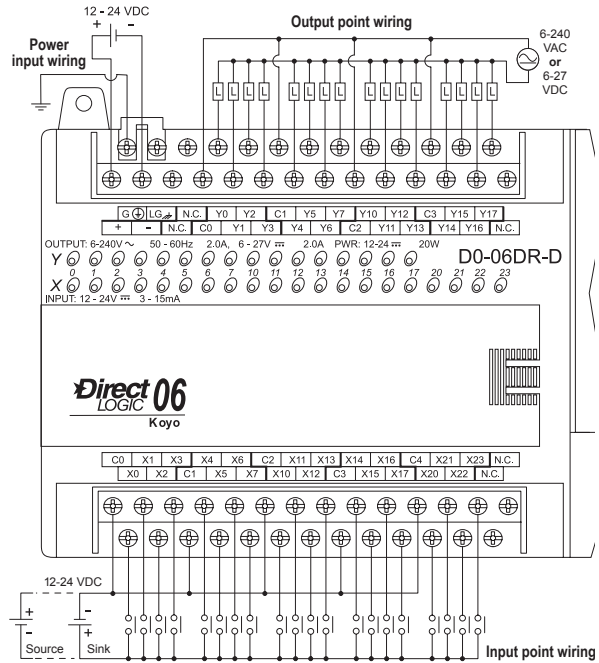 12 - 24 VDC
+ -
Power
input wiring
Output point wiring
6-240
VAC
or
6-27
VDC
L L L L L L L L L L L L L L L L
G LG N.C. Y0 Y2 C1 Y5 Y7 Y10 Y12 C3 Y15 Y17
+ - N.C. C0 Y1 Y3 Y4 Y6 C2 Y11 Y13 Y14 Y16 N.C.
OUTPUT: 6-240V ~ 50 - 60Hz 2.0A, 6 - 27V ⎓ 2.0A PWR: 12-24 ⎓ 20W
Y D0-06DR-D
0 1 2 3 4 5 6 7 10 11 12 13 14 15 16 17 20 21 22 23
X
INPUT: 12 - 24V ⎓ 3 - 15mA
Direct
LOGIC 06
Koyo
C0 X1 X3 X4 X6 C2 X11 X13 X14 X16 C4 X21 X23 N.C.
X0 X2 C1 X5 X7 X10 X12 C3 X15 X17 X20 X22 N.C.
12-24 VDC
+ -
- +
Source Sink
Input point wiring